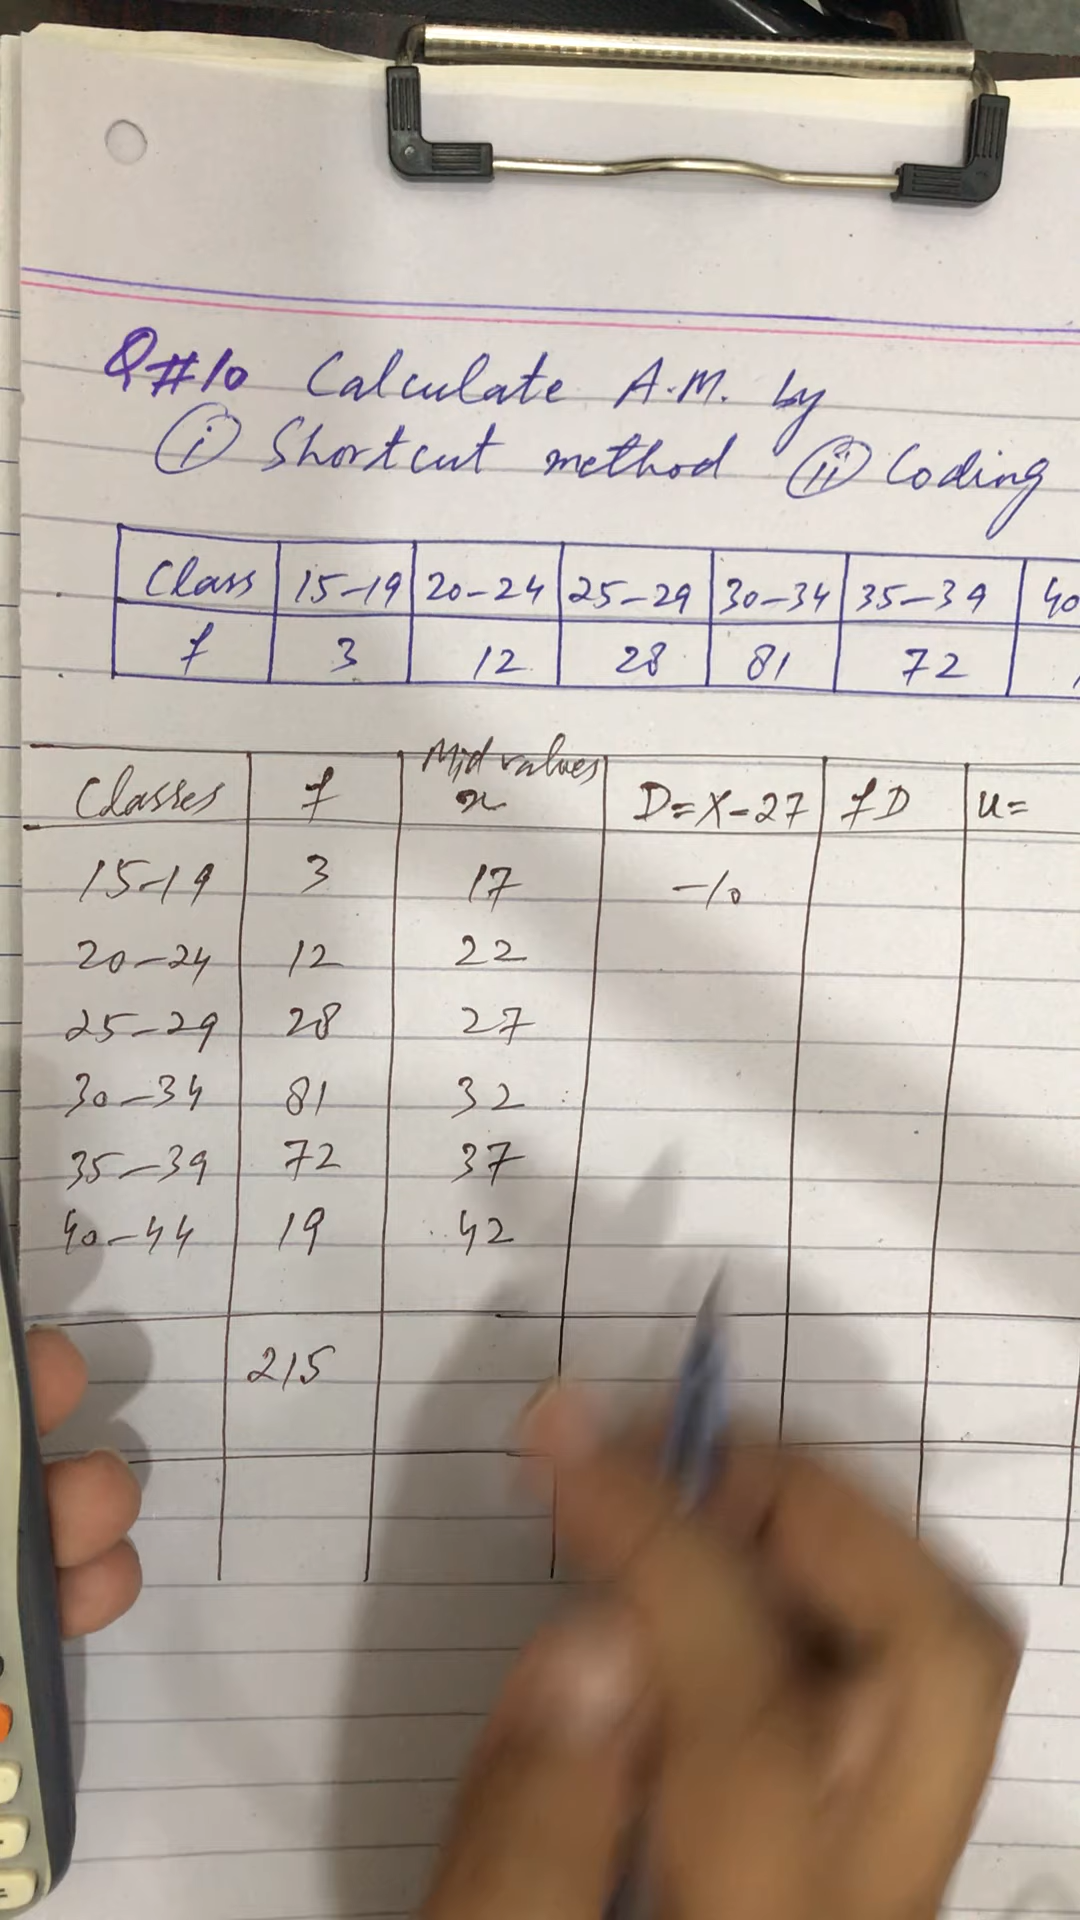 Q#10 Calculate A.M. by
(i) Shortcut method (ii) Coding
Class 15-19 20-24 25-29 30-34 35-39 40
f 3 12 28 81 72
Mid values
Classes f x D=X-27 fD u=
15-19 3 17 -10
20-24 12 22
25-29 28 27
30-34 81 32
35-39 72 37
40-44 19 42
215